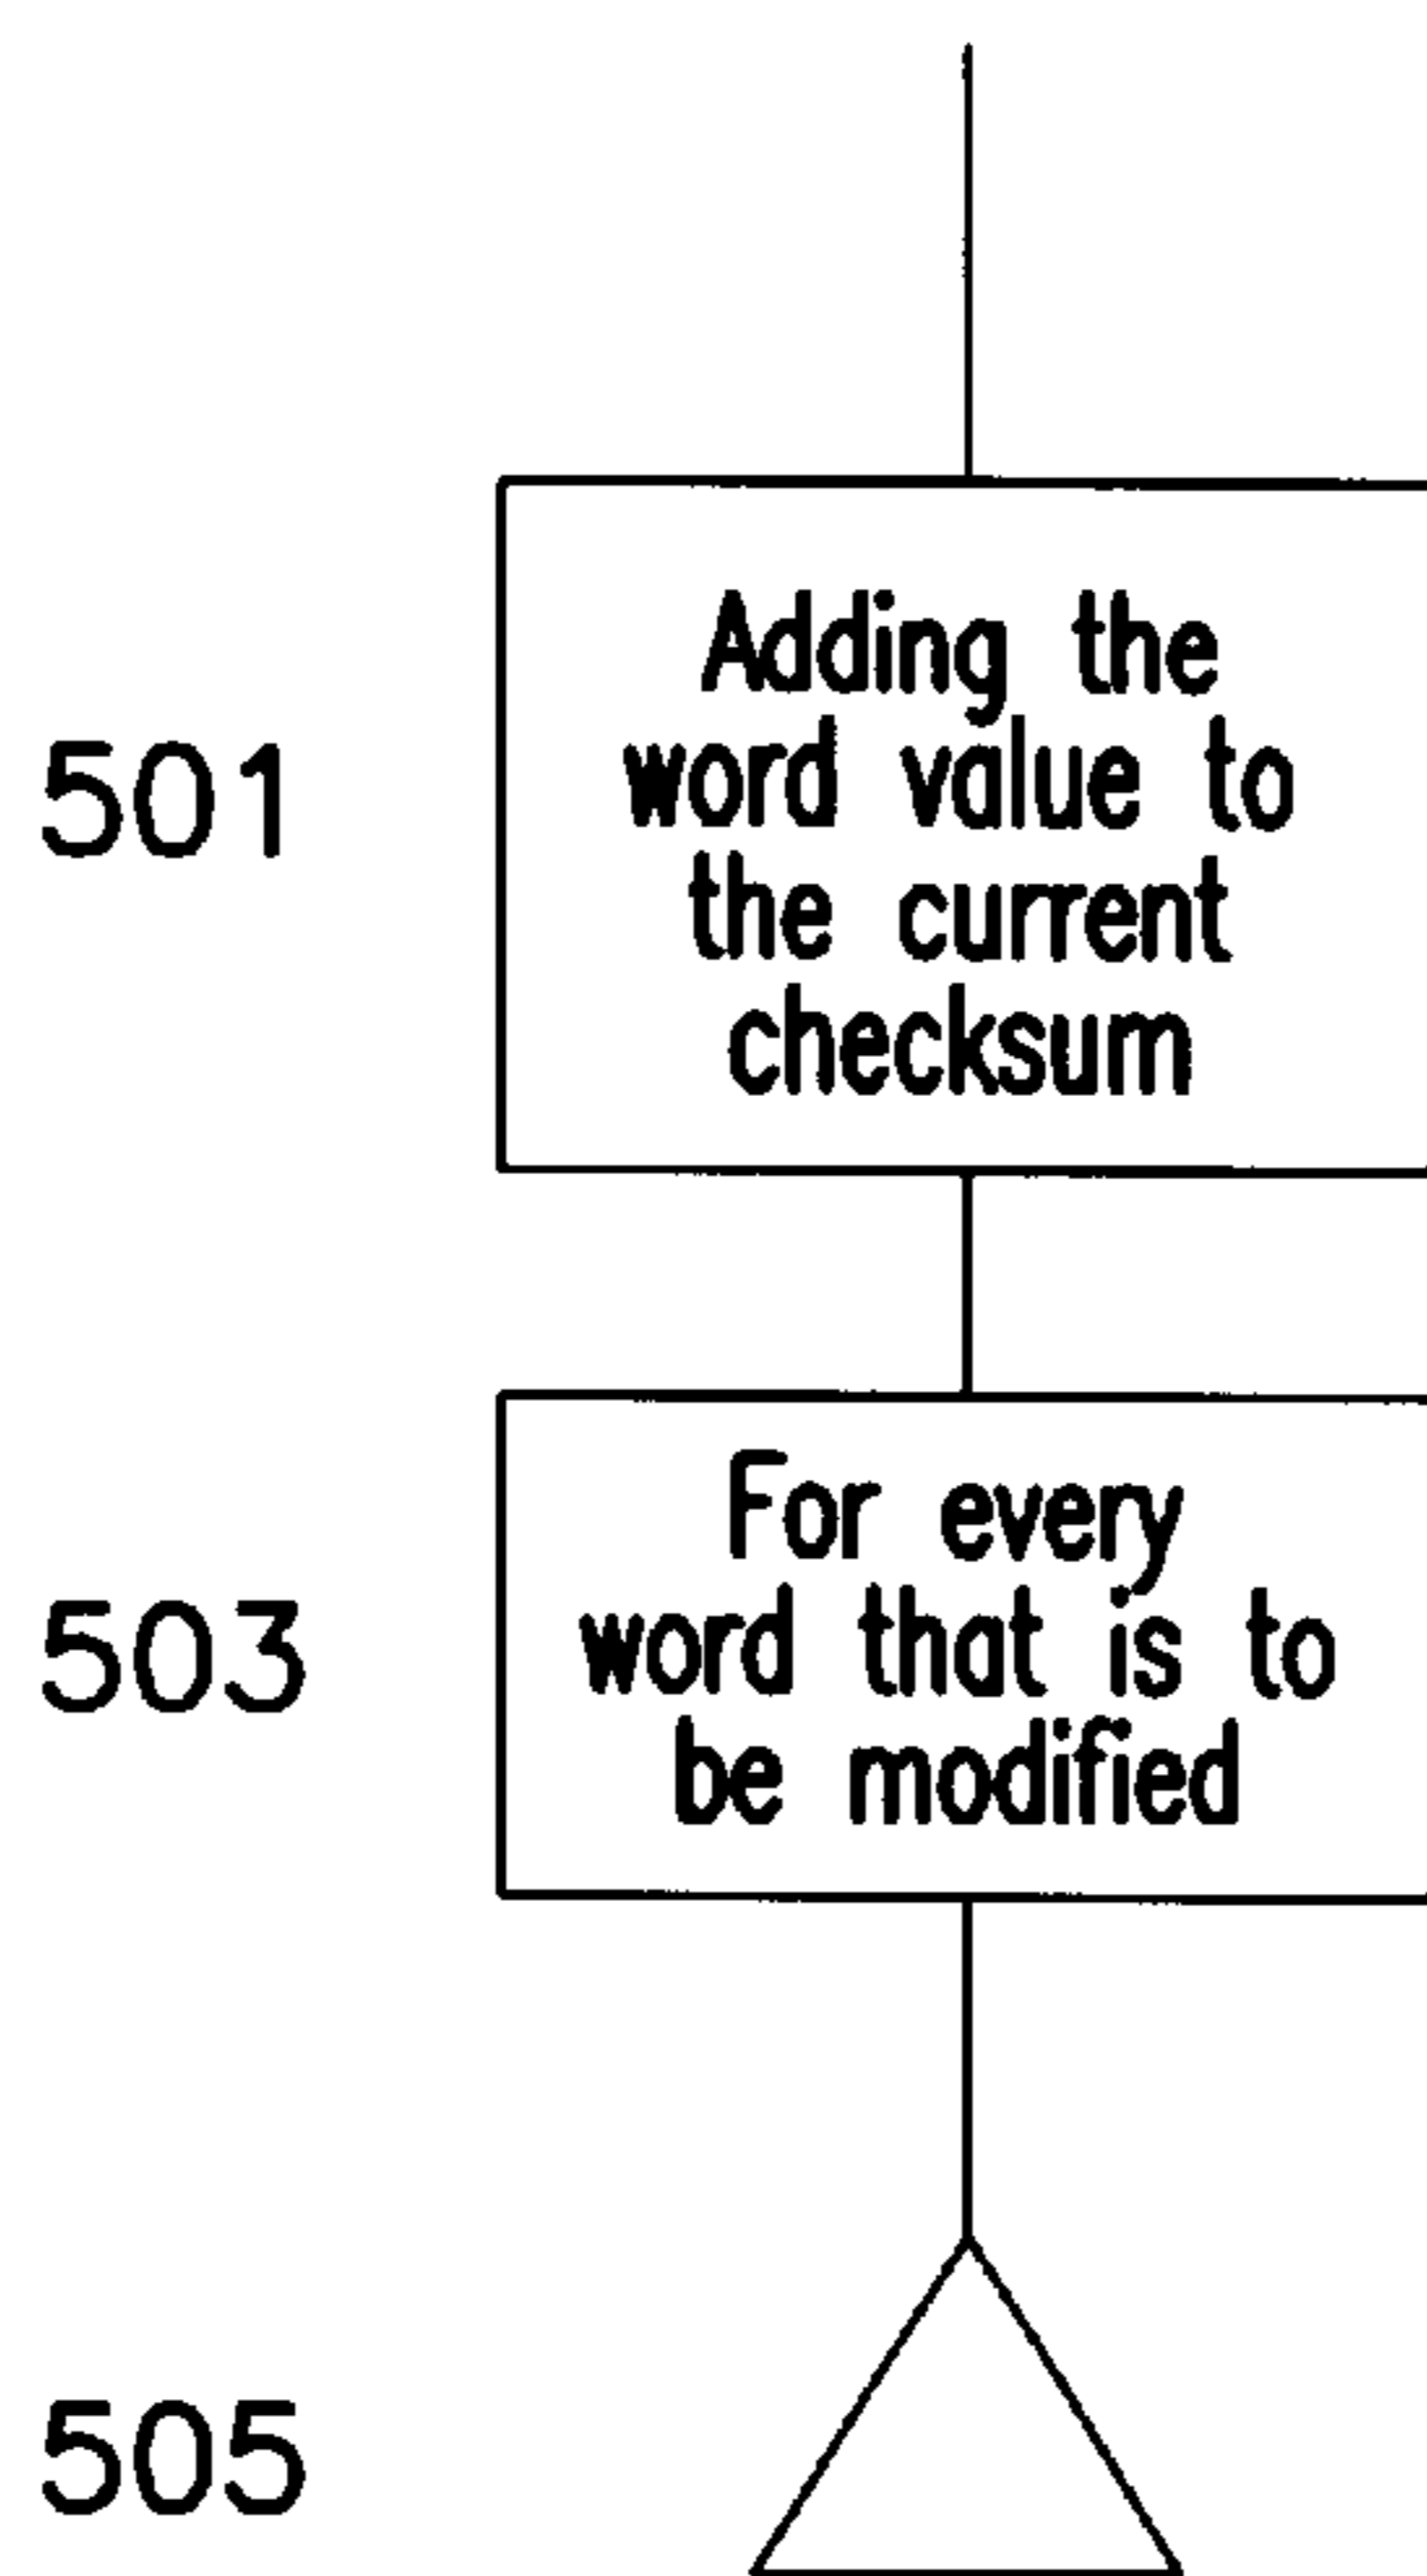 501
Adding the
word value to
the current
checksum
503
For every
word that is to
be modified
505